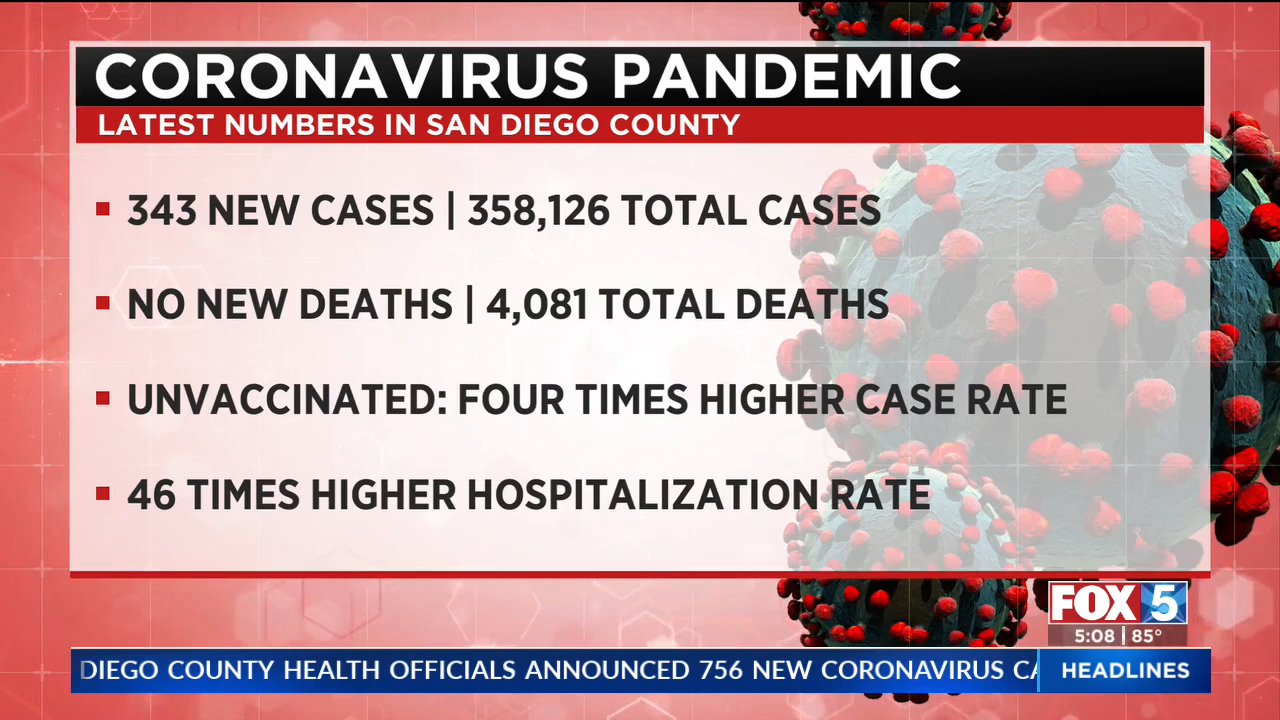 CORONAVIRUS PANDEMIC
LATEST NUMBERS IN SAN DIEGO COUNTY
343 NEW CASES | 358,126 TOTAL CASES
NO NEW DEATHS | 4,081 TOTAL DEATHS
UNVACCINATED: FOUR TIMES HIGHER CASE RATE
46 TIMES HIGHER HOSPITALIZATION RATE
FOX 5
5:08 | 85°
DIEGO COUNTY HEALTH OFFICIALS ANNOUNCED 756 NEW CORONAVIRUS CA
HEADLINES